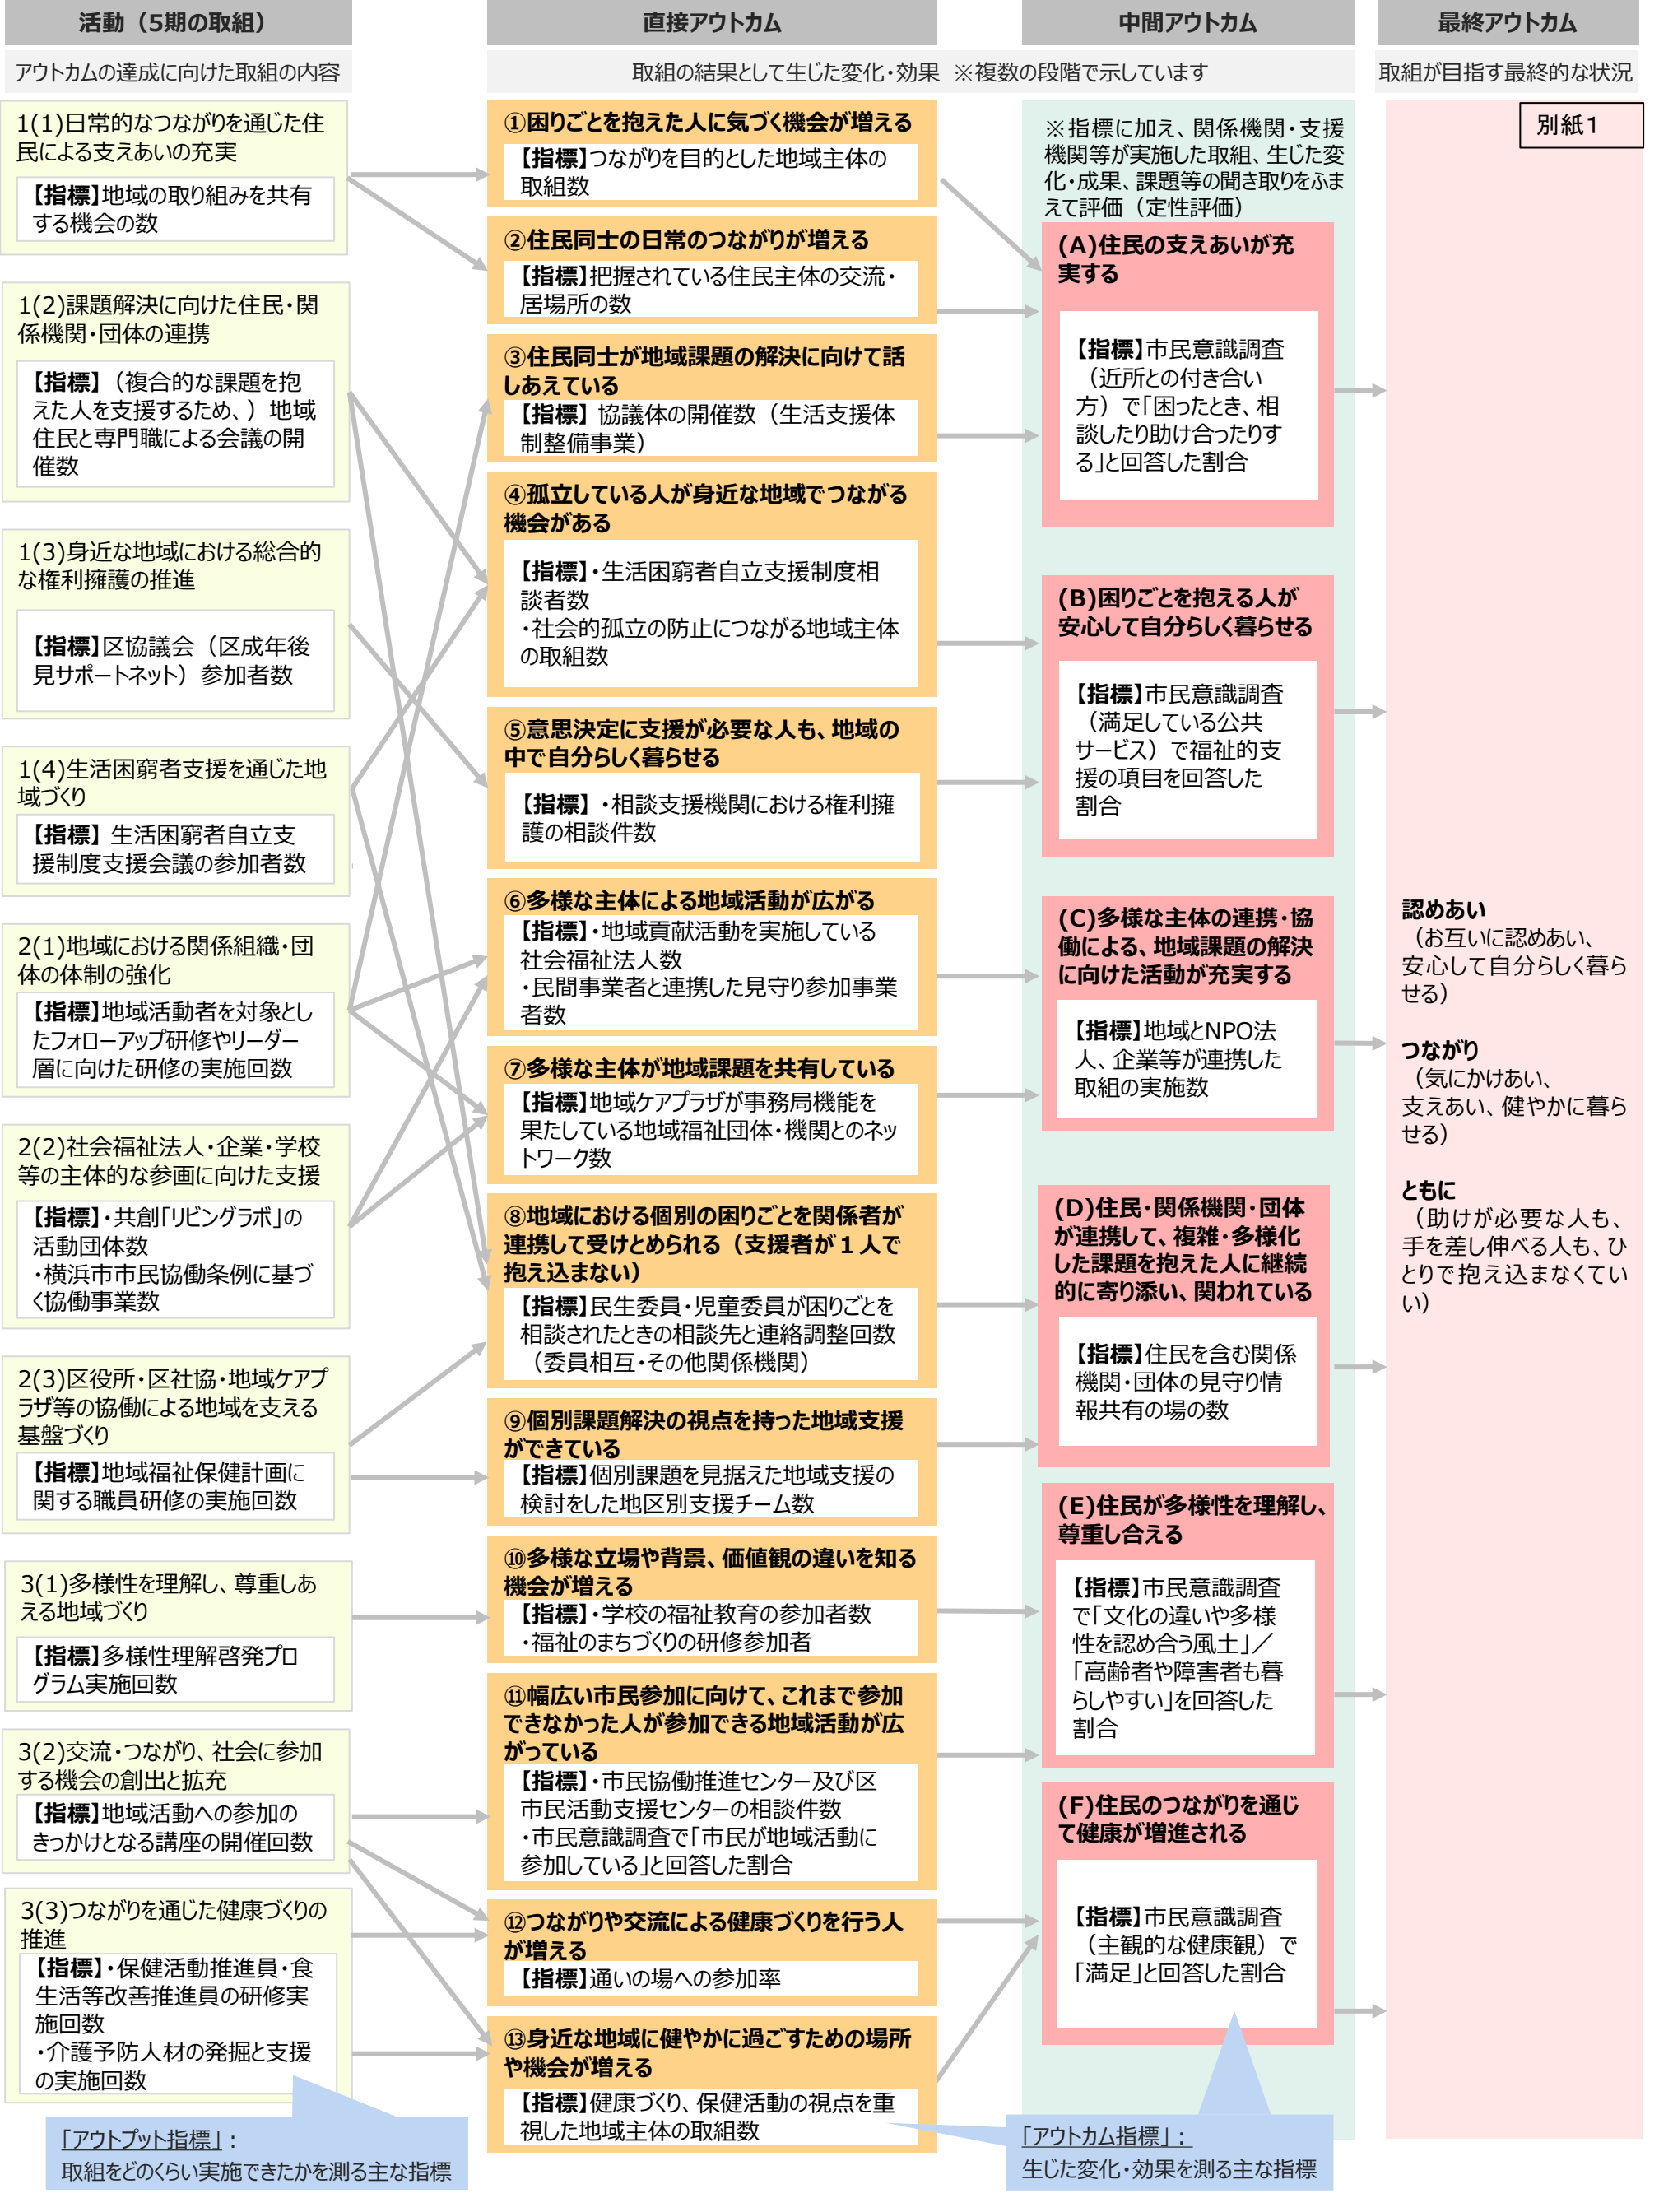 活動（5期の取組）
直接アウトカム
中間アウトカム
最終アウトカム
アウトカムの達成に向けた取組の内容
取組の結果として生じた変化・効果 ※複数の段階で示しています
取組が目指す最終的な状況
1(1)日常的なつながりを通じた住
民による支えあいの充実
【指標】地域の取り組みを共有
する機会の数
1(2)課題解決に向けた住民・関
係機関・団体の連携
【指標】（複合的な課題を抱
えた人を支援するため、）地域
住民と専門職による会議の開
催数
1(3)身近な地域における総合的
な権利擁護の推進
【指標】区協議会（区成年後
見サポートネット）参加者数
1(4)生活困窮者支援を通じた地
域づくり
【指標】 生活困窮者自立支
援制度支援会議の参加者数
2(1)地域における関係組織・団
体の体制の強化
【指標】地域活動者を対象とし
たフォローアップ研修やリーダー
層に向けた研修の実施回数
2(2)社会福祉法人・企業・学校
等の主体的な参画に向けた支援
【指標】・共創「リビングラボ」の
活動団体数
・横浜市市民協働条例に基づ
く協働事業数
2(3)区役所・区社協・地域ケアプ
ラザ等の協働による地域を支える
基盤づくり
【指標】地域福祉保健計画に
関する職員研修の実施回数
3(1)多様性を理解し、尊重しあ
える地域づくり
【指標】多様性理解啓発プロ
グラム実施回数
3(2)交流・つながり、社会に参加
する機会の創出と拡充
【指標】地域活動への参加の
きっかけとなる講座の開催回数
3(3)つながりを通じた健康づくりの
推進
【指標】・保健活動推進員・食
生活等改善推進員の研修実
施回数
・介護予防人材の発掘と支援
の実施回数
「アウトプット指標」：
取組をどのくらい実施できたかを測る主な指標
①困りごとを抱えた人に気づく機会が増える
【指標】つながりを目的とした地域主体の
取組数
②住民同士の日常のつながりが増える
【指標】把握されている住民主体の交流・
居場所の数
③住民同士が地域課題の解決に向けて話
しあえている
【指標】 協議体の開催数（生活支援体
制整備事業）
④孤立している人が身近な地域でつながる
機会がある
【指標】・生活困窮者自立支援制度相
談者数
・社会的孤立の防止につながる地域主体
の取組数
⑤意思決定に支援が必要な人も、地域の
中で自分らしく暮らせる
【指標】 ・相談支援機関における権利擁
護の相談件数
⑥多様な主体による地域活動が広がる
【指標】・地域貢献活動を実施している
社会福祉法人数
・民間事業者と連携した見守り参加事業
者数
⑦多様な主体が地域課題を共有している
【指標】地域ケアプラザが事務局機能を
果たしている地域福祉団体・機関とのネッ
トワーク数
⑧地域における個別の困りごとを関係者が
連携して受けとめられる（支援者が１人で
抱え込まない）
【指標】民生委員・児童委員が困りごとを
相談されたときの相談先と連絡調整回数
（委員相互・その他関係機関）
⑨個別課題解決の視点を持った地域支援
ができている
【指標】個別課題を見据えた地域支援の
検討をした地区別支援チーム数
⑩多様な立場や背景、価値観の違いを知る
機会が増える
【指標】・学校の福祉教育の参加者数
・福祉のまちづくりの研修参加者
⑪幅広い市民参加に向けて、これまで参加
できなかった人が参加できる地域活動が広
がっている
【指標】・市民協働推進センター及び区
市民活動支援センターの相談件数
・市民意識調査で「市民が地域活動に
参加している」と回答した割合
⑫つながりや交流による健康づくりを行う人
が増える
【指標】通いの場への参加率
⑬身近な地域に健やかに過ごすための場所
や機会が増える
【指標】健康づくり、保健活動の視点を重
視した地域主体の取組数
※指標に加え、関係機関・支援
機関等が実施した取組、生じた変
化・成果、課題等の聞き取りをふま
えて評価（定性評価）
(A)住民の支えあいが充
実する
【指標】市民意識調査
（近所との付き合い
方）で「困ったとき、相
談したり助け合ったりす
る」と回答した割合
(B)困りごとを抱える人が
安心して自分らしく暮らせる
【指標】市民意識調査
（満足している公共
サービス）で福祉的支
援の項目を回答した
割合
(C)多様な主体の連携・協
働による、地域課題の解決
に向けた活動が充実する
【指標】地域とNPO法
人、企業等が連携した
取組の実施数
(D)住民・関係機関・団体
が連携して、複雑・多様化
した課題を抱えた人に継続
的に寄り添い、関われている
【指標】住民を含む関係
機関・団体の見守り情
報共有の場の数
(E)住民が多様性を理解し、
尊重し合える
【指標】市民意識調査
で「文化の違いや多様
性を認め合う風土」／
「高齢者や障害者も暮
らしやすい」を回答した
割合
(F)住民のつながりを通じ
て健康が増進される
【指標】市民意識調査
（主観的な健康観）で
「満足」と回答した割合
「アウトカム指標」：
生じた変化・効果を測る主な指標
別紙１
認めあい
（お互いに認めあい、
安心して自分らしく暮ら
せる）
つながり
（気にかけあい、
支えあい、健やかに暮ら
せる）
ともに
（助けが必要な人も、
手を差し伸べる人も、ひ
とりで抱え込まなくてい
い）